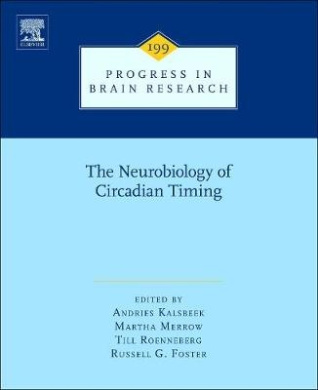 ELSEVIER
199
PROGRESS IN
BRAIN RESEARCH
The Neurobiology of
Circadian Timing
EDITED BY
ANDRIES KALSBEEK
MARTHA MERROW
TILL ROENNEBERG
RUSSELL G. FOSTER